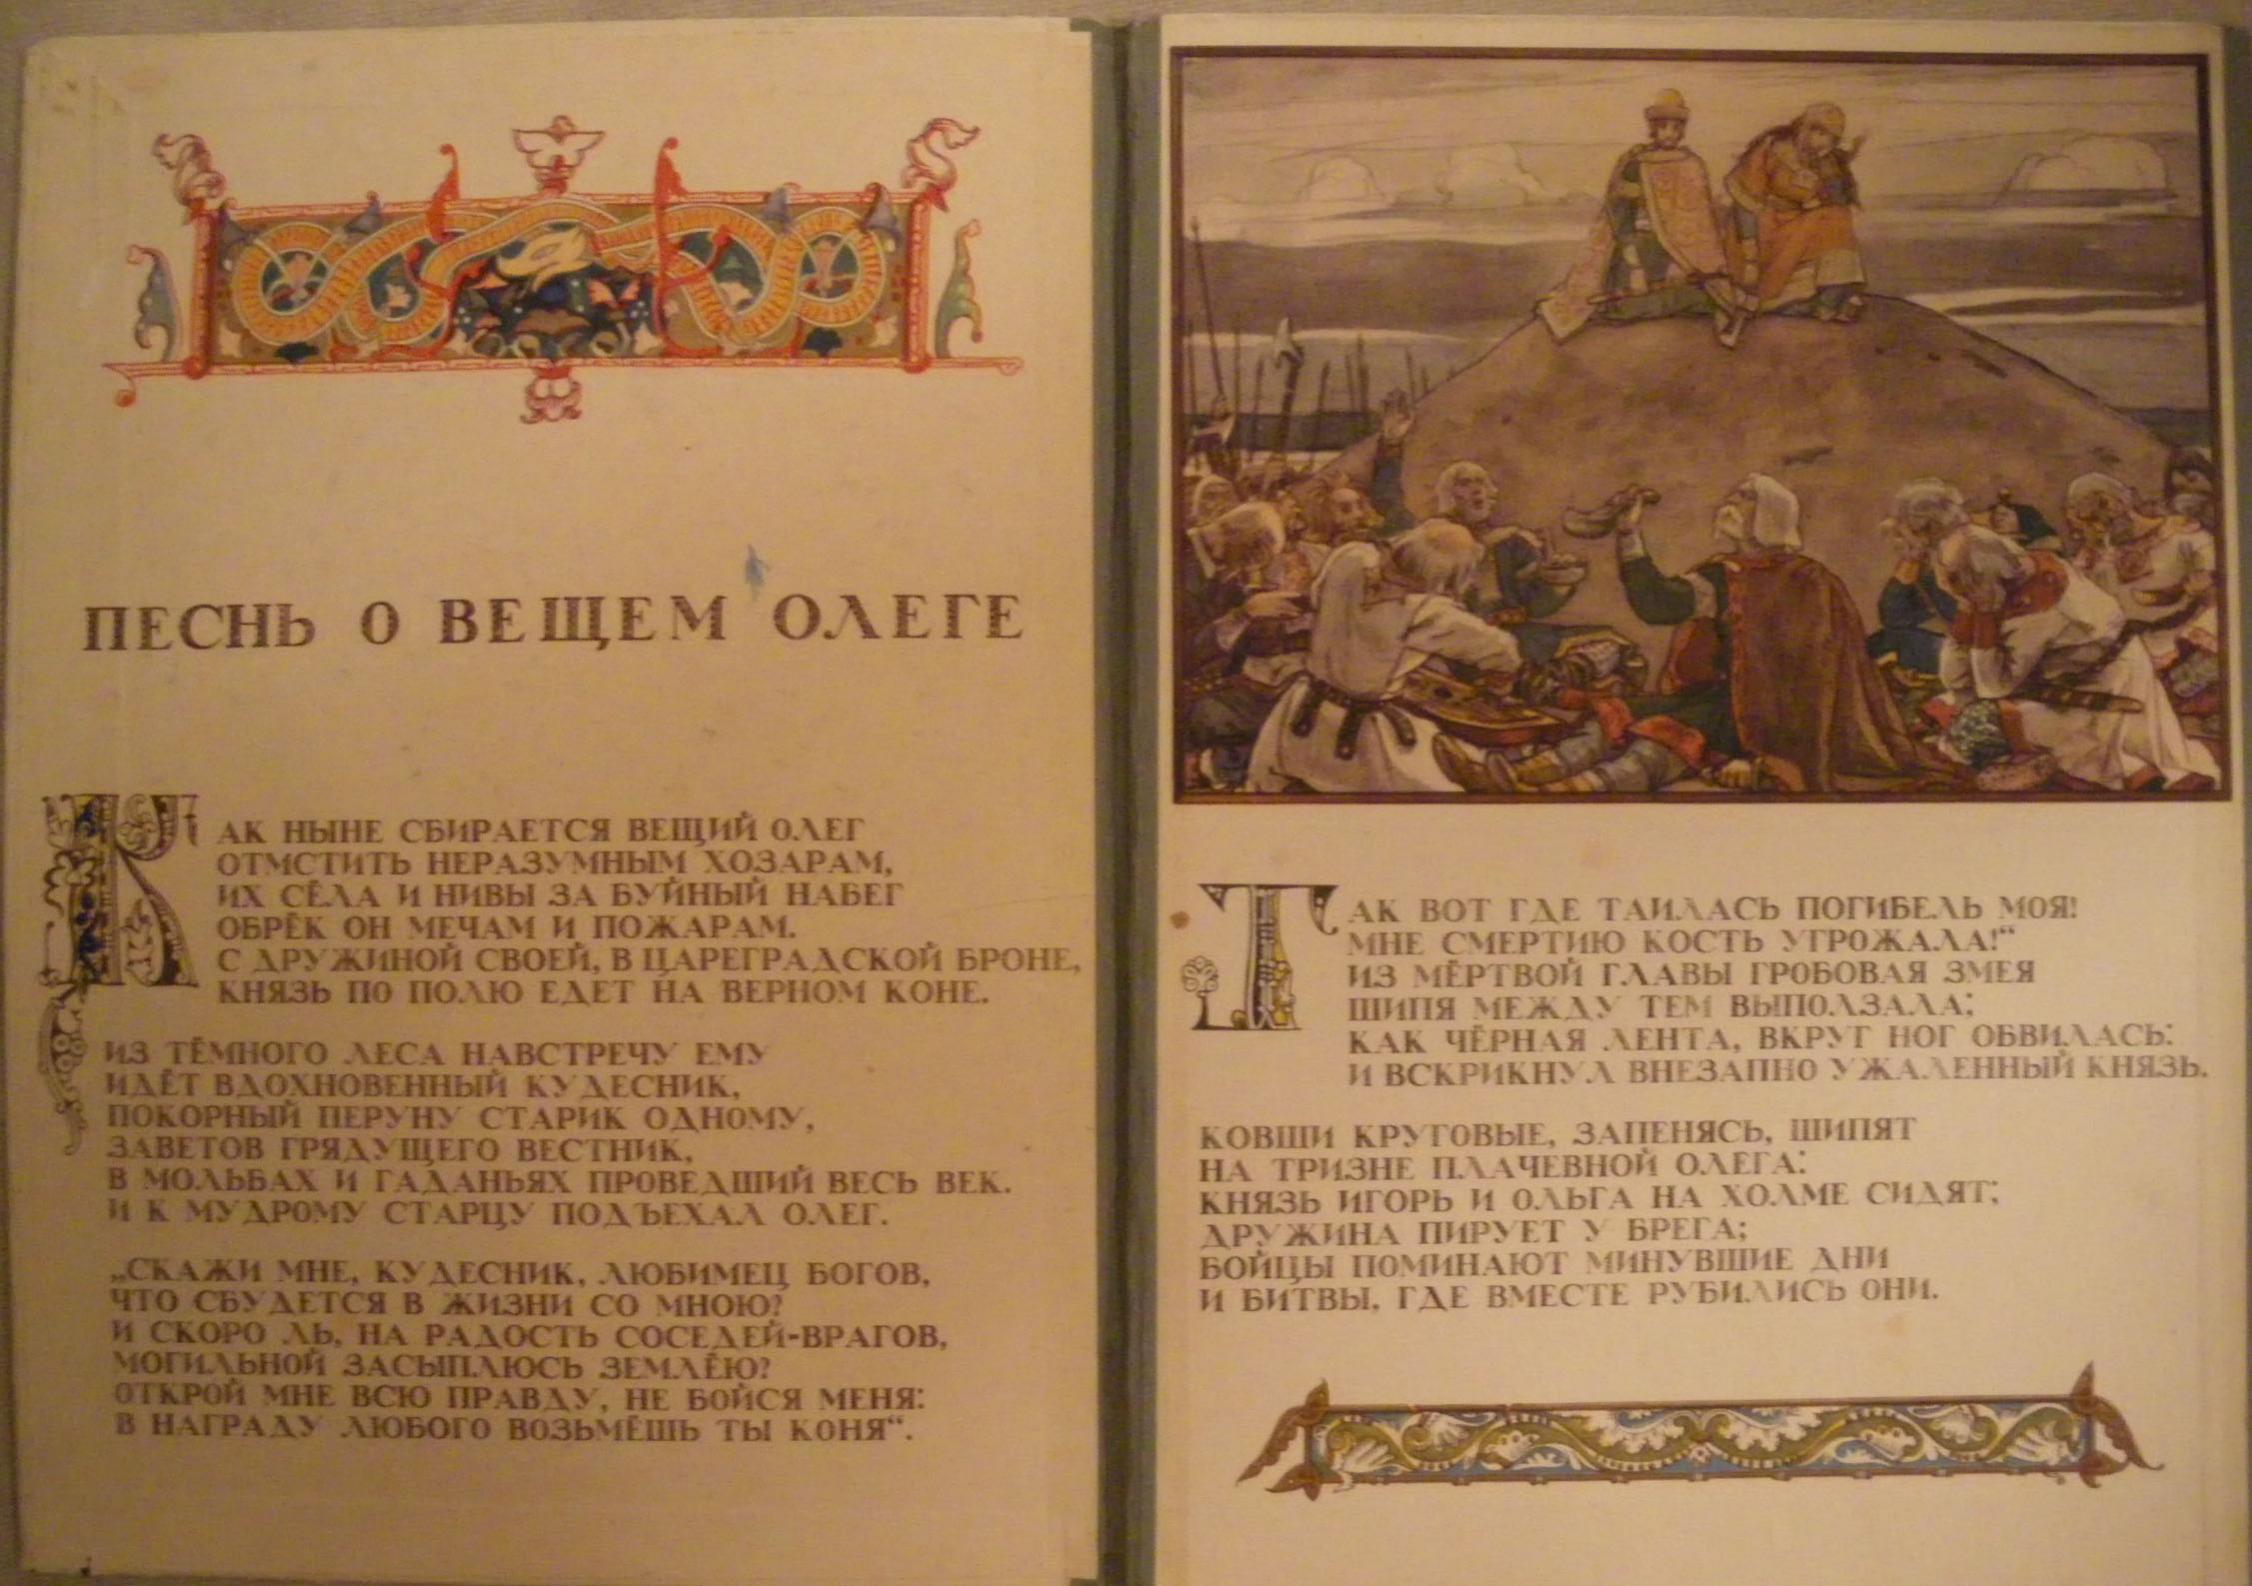 ПЕСНЬ О ВЕЩЕМ ОЛЕГЕ
КАК НЫНЕ СБИРАЕТСЯ ВЕЩИЙ ОЛЕГ
ОТМСТИТЬ НЕРАЗУМНЫМ ХОЗАРАМ,
ИХ СЁЛА И НИВЫ ЗА БУЙНЫЙ НАБЕГ
ОБРЁК ОН МЕЧАМ И ПОЖАРАМ.
С ДРУЖИНОЙ СВОЕЙ, В ЦАРЕГРАДСКОЙ БРОНЕ,
КНЯЗЬ ПО ПОЛЮ ЕДЕТ НА ВЕРНОМ КОНЕ.
ИЗ ТЁМНОГО ЛЕСА НАВСТРЕЧУ ЕМУ
ИДЁТ ВДОХНОВЕННЫЙ КУДЕСНИК,
ПОКОРНЫЙ ПЕРУНУ СТАРИК ОДНОМУ,
ЗАВЕТОВ ГРЯДУЩЕГО ВЕСТНИК,
В МОЛЬБАХ И ГАДАНЬЯХ ПРОВЕДШИЙ ВЕСЬ ВЕК.
И К МУДРОМУ СТАРЦУ ПОДЪЕХАЛ ОЛЕГ.
„СКАЖИ МНЕ, КУДЕСНИК, ЛЮБИМЕЦ БОГОВ,
ЧТО СБУДЕТСЯ В ЖИЗНИ СО МНОЮ?
И СКОРО ЛЬ, НА РАДОСТЬ СОСЕДЕЙ-ВРАГОВ,
МОГИЛЬНОЙ ЗАСЫПЛЮСЬ ЗЕМЛЁЮ?
ОТКРОЙ МНЕ ВСЮ ПРАВДУ, НЕ БОЙСЯ МЕНЯ:
В НАГРАДУ ЛЮБОГО ВОЗЬМЁШЬ ТЫ КОНЯ“.
ТАК ВОТ ГДЕ ТАИЛАСЬ ПОГИБЕЛЬ МОЯ!
МНЕ СМЕРТИЮ КОСТЬ УГРОЖАЛА!“
ИЗ МЁРТВОЙ ГЛАВЫ ГРОБОВАЯ ЗМЕЯ
ШИПЯ МЕЖДУ ТЕМ ВЫПОЛЗАЛА;
КАК ЧЁРНАЯ ЛЕНТА, ВКРУГ НОГ ОБВИЛАСЬ:
И ВСКРИКНУЛ ВНЕЗАПНО УЖАЛЕННЫЙ КНЯЗЬ.
КОВШИ КРУГОВЫЕ, ЗАПЕНЯСЬ, ШИПЯТ
НА ТРИЗНЕ ПЛАЧЕВНОЙ ОЛЕГА:
КНЯЗЬ ИГОРЬ И ОЛЬГА НА ХОЛМЕ СИДЯТ;
ДРУЖИНА ПИРУЕТ У БРЕГА;
БОЙЦЫ ПОМИНАЮТ МИНУВШИЕ ДНИ
И БИТВЫ, ГДЕ ВМЕСТЕ РУБИЛИСЬ ОНИ.